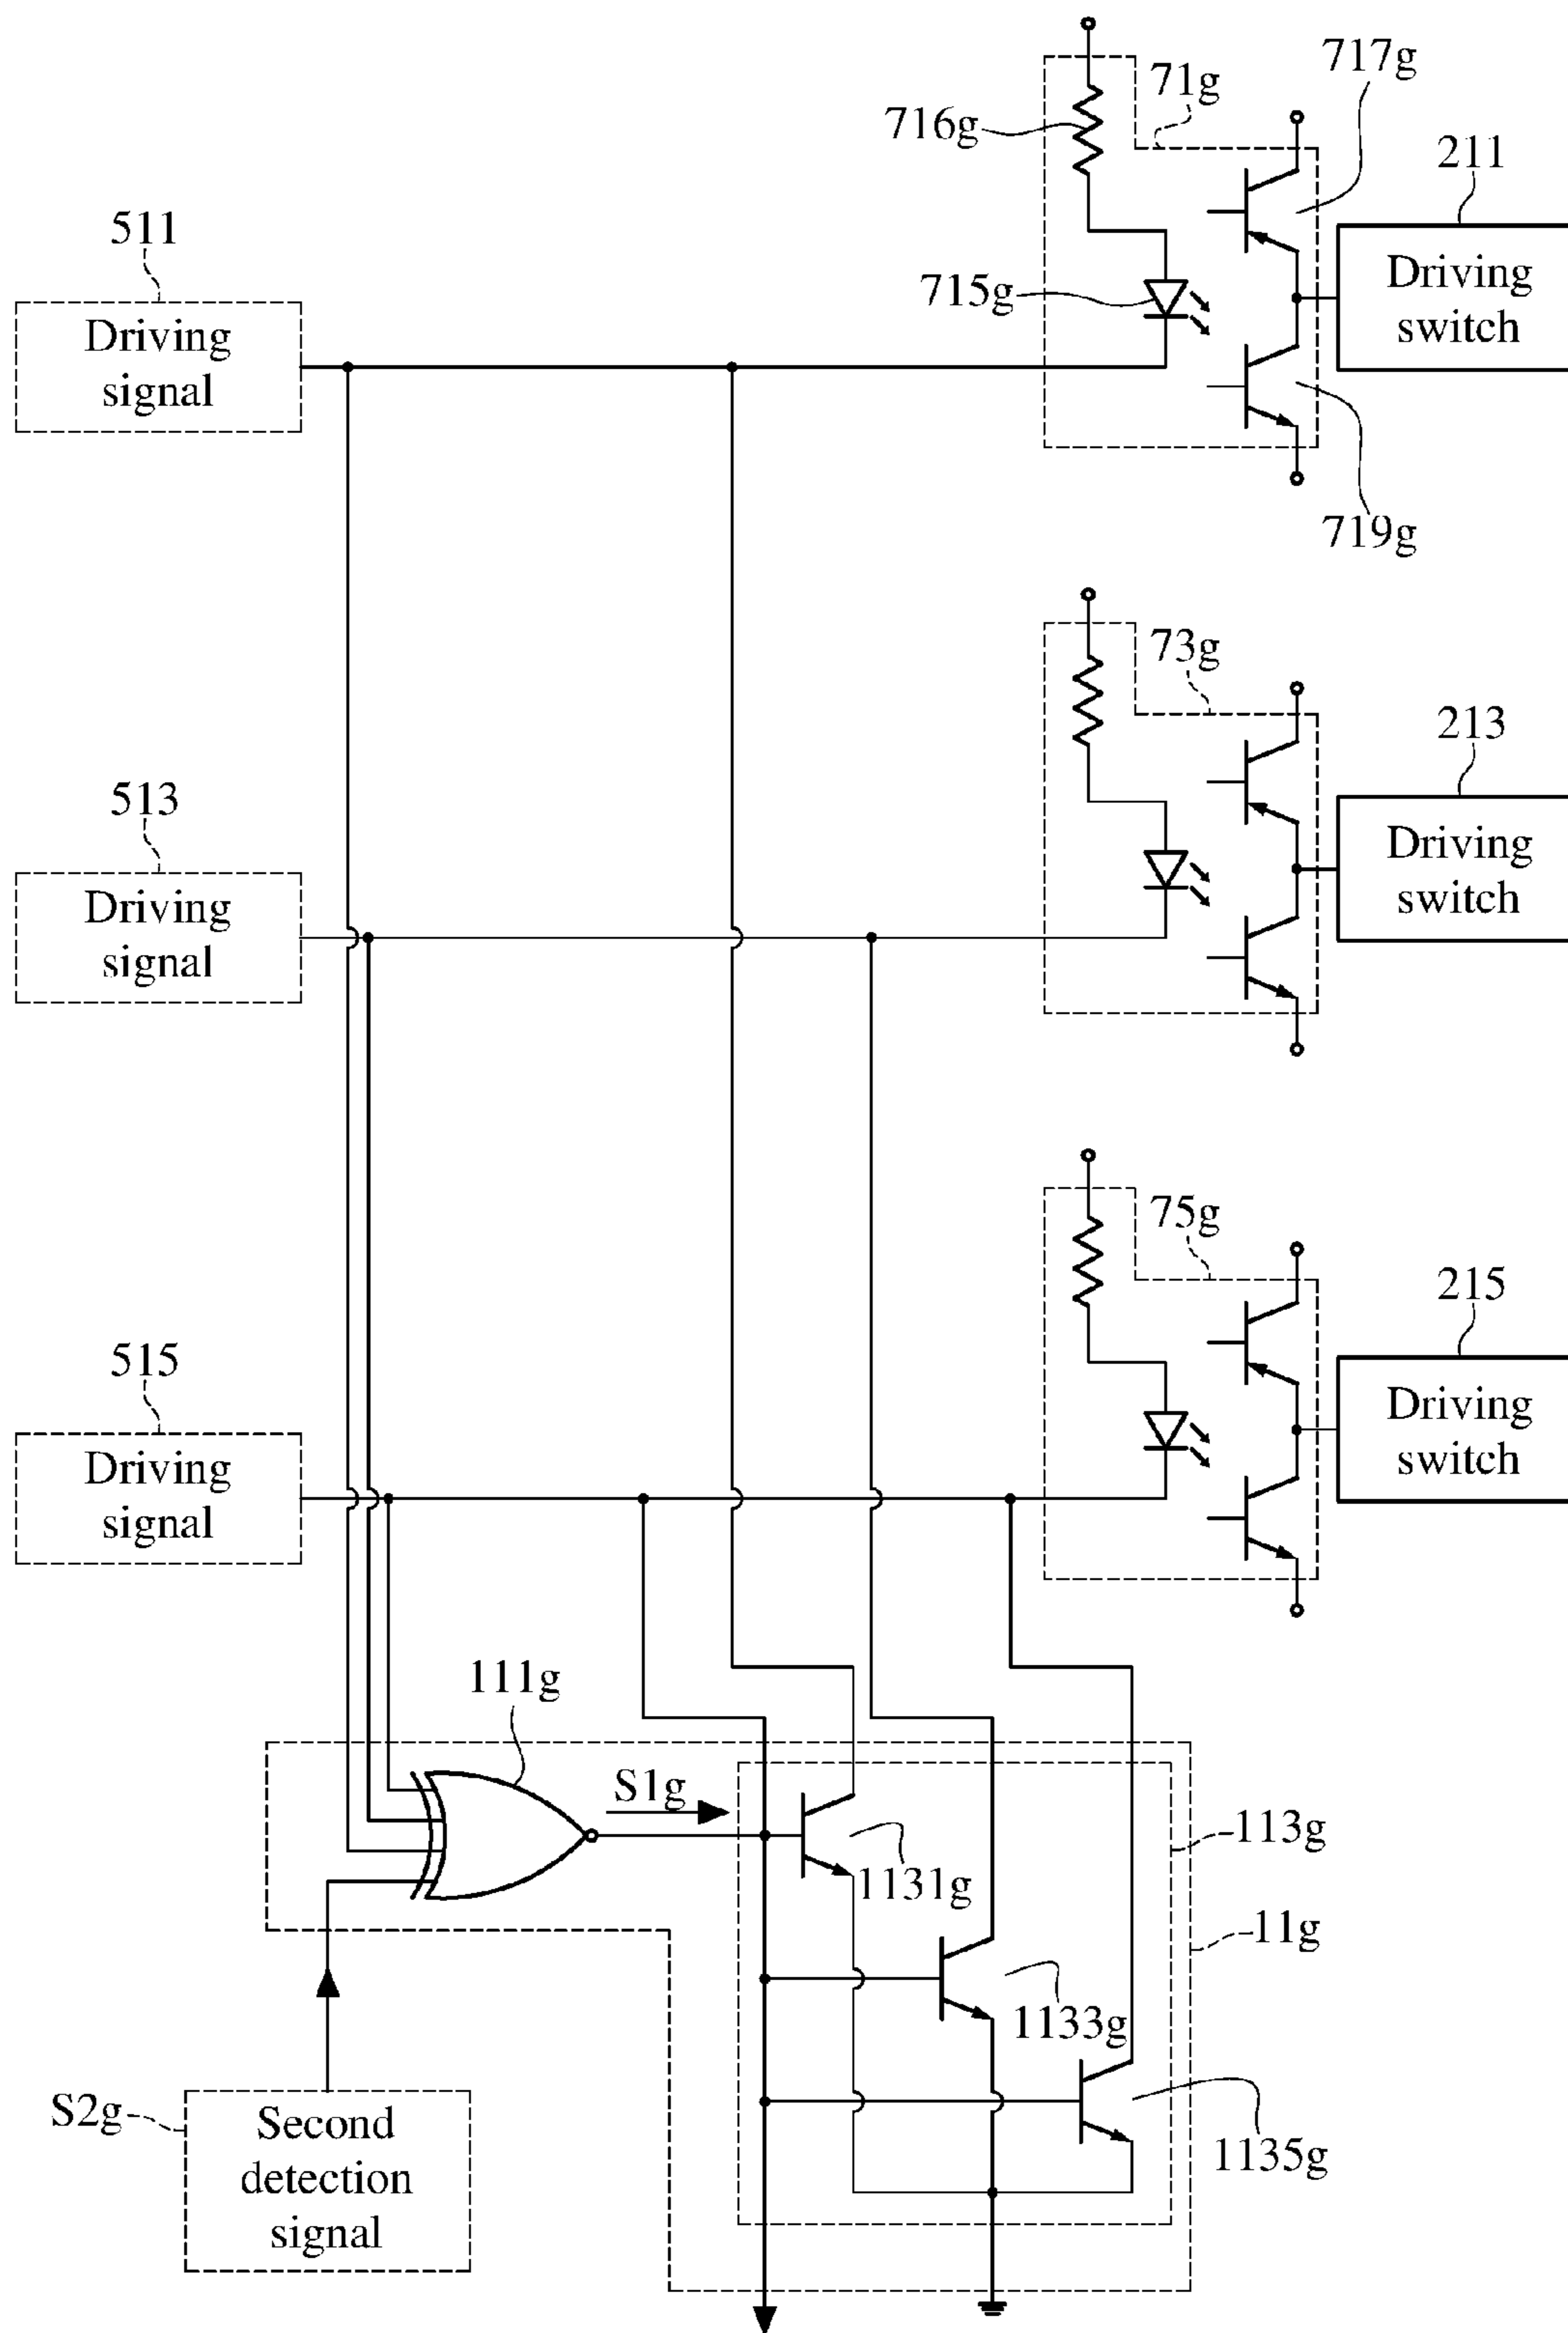 717g
71g
716g
211
511
Driving
signal
715g
Driving
switch
719g
73g
213
513
Driving
signal
Driving
switch
75g
215
515
Driving
signal
Driving
switch
111g
S1g
113g
1131g
11g
1133g
S2g
Second
detection
signal
1135g